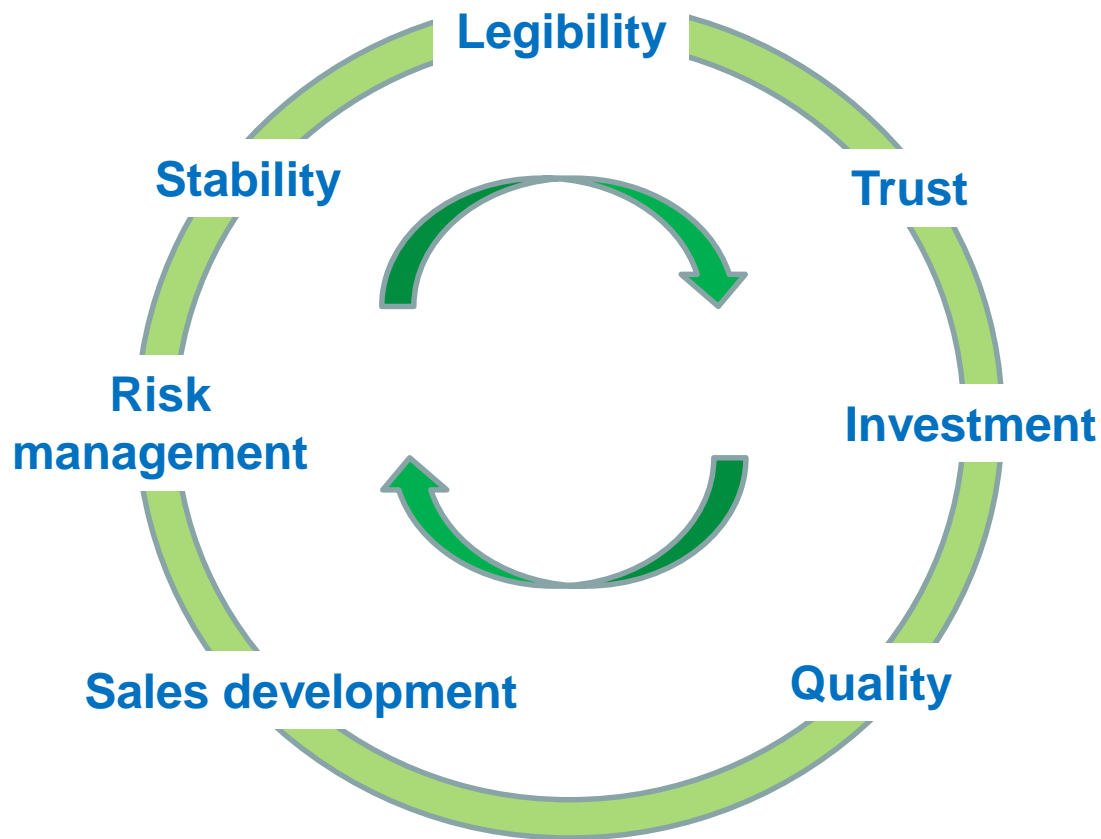 Legibility
Stability
Trust
Risk
management
Investment
Sales development
Quality